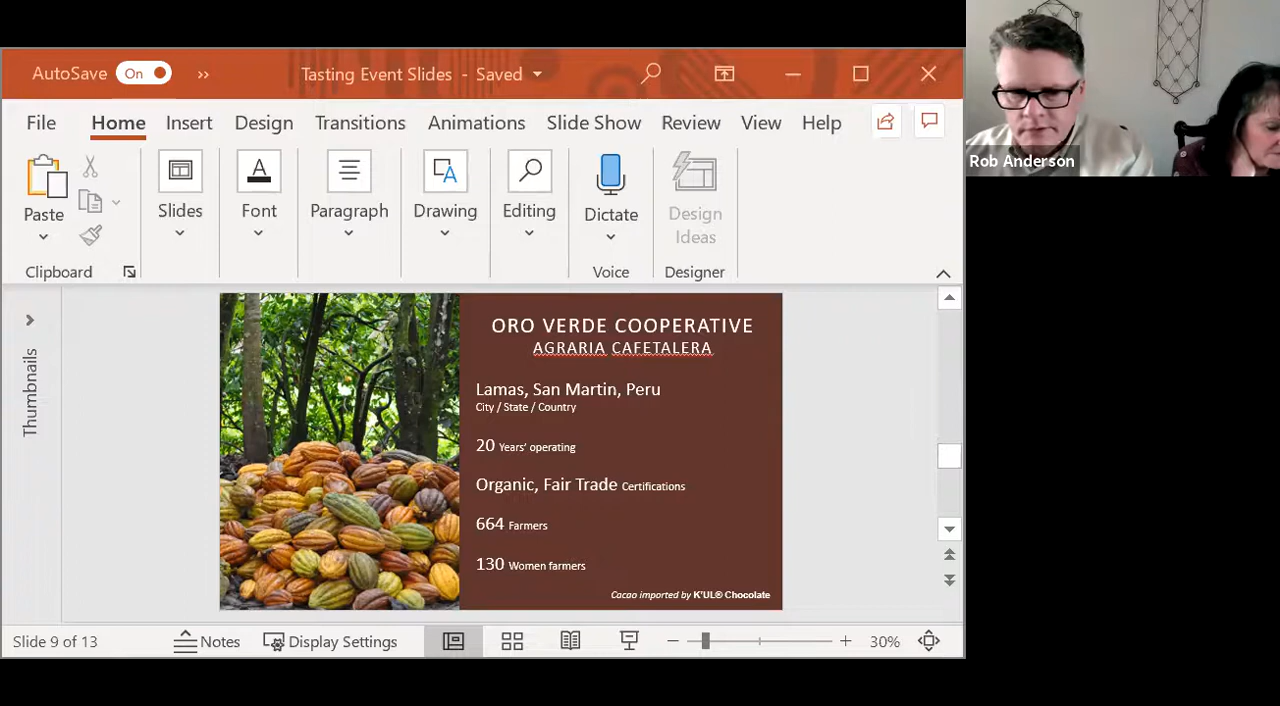 AutoSave On ›› Tasting Event Slides - Saved
File Home Insert Design Transitions Animations Slide Show Review View Help
Paste Slides Font Paragraph Drawing Editing Dictate Design Ideas
Clipboard Voice Designer
Thumbnails
ORO VERDE COOPERATIVE
AGRARIA CAFETALERA
Lamas, San Martin, Peru
City / State / Country
20 Years' operating
Organic, Fair Trade Certifications
664 Farmers
130 Women farmers
Cacao imported by K'UL® Chocolate
Slide 9 of 13 Notes Display Settings 30%
Rob Anderson